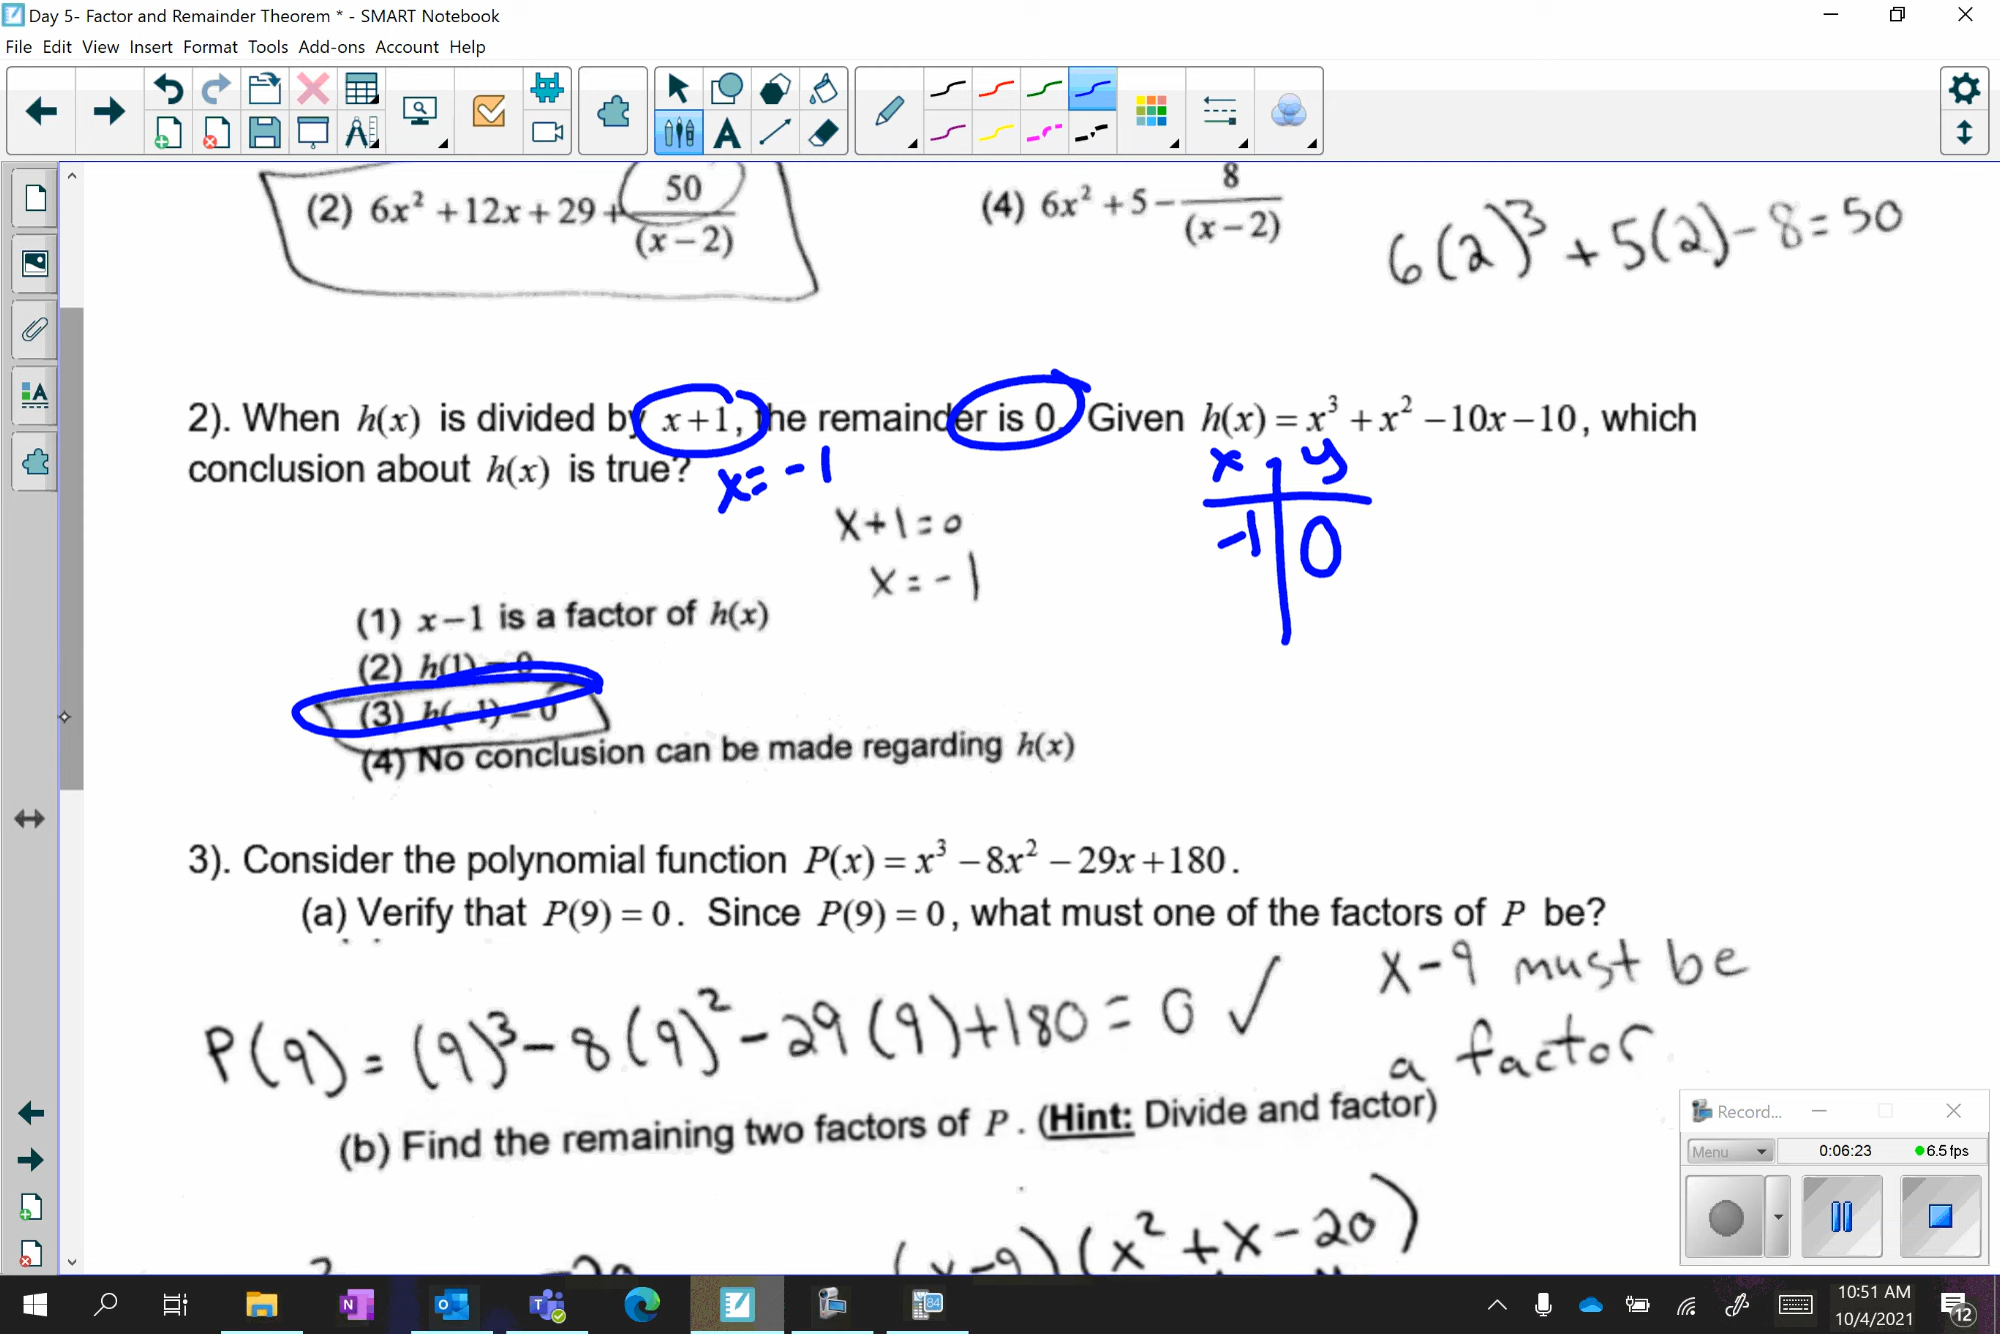 Day 5- Factor and Remainder Theorem * - SMART Notebook
File Edit View Insert Format Tools Add-ons Account Help
(2) 6x² +12x+29+ 50/(x−2)
(4) 6x² +5− 8/(x−2)
6(2)³ + 5(2)-8=50
2). When h(x) is divided by x+1, the remainder is 0. Given h(x) = x³ + x² −10x−10, which
conclusion about h(x) is true?
x=-1
x y
-1 0
x+1=0
x=-1
(1) x−1 is a factor of h(x)
(2) h(1) = 0
(3) h(−1) = 0
(4) No conclusion can be made regarding h(x)
3). Consider the polynomial function P(x) = x³ −8x² −29x+180.
(a) Verify that P(9) = 0. Since P(9) = 0, what must one of the factors of P be?
P(9) = (9)³-8(9)²-29(9)+180=0 ✓
x-9 must be
a factor
(b) Find the remaining two factors of P. (Hint: Divide and factor)
(x-9)(x²+x-20)
Record...
Menu 0:06:23 6.5 fps
10:51 AM
10/4/2021
12
84